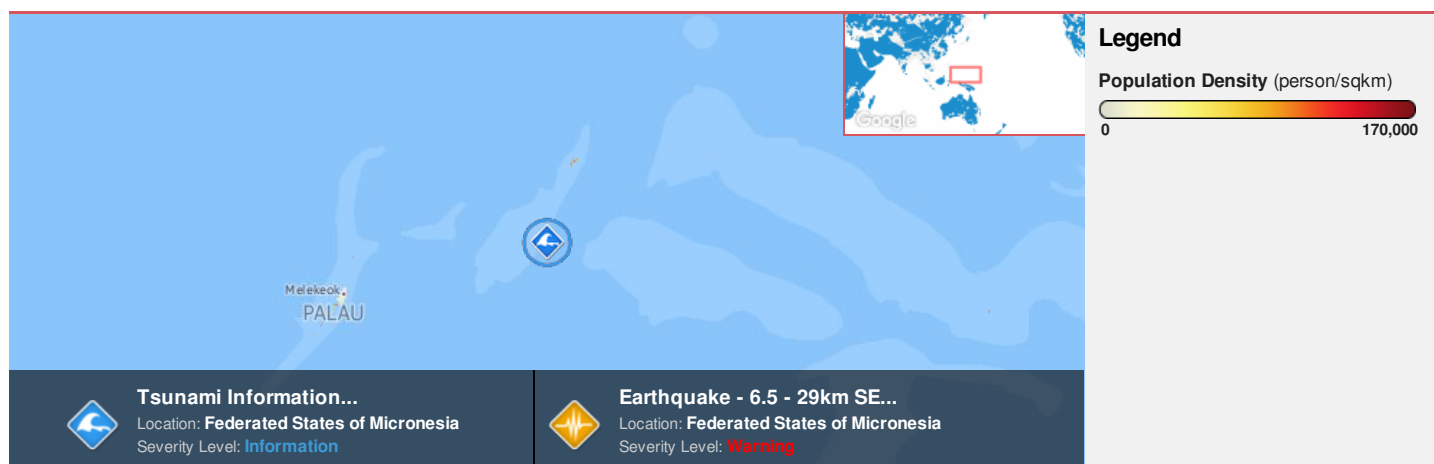 Google
Melekeok
PALAU
Legend
Population Density (person/sqkm)
0
170,000
Tsunami Information...
Location: Federated States of Micronesia
Severity Level: Information
Earthquake - 6.5 - 29km SE...
Location: Federated States of Micronesia
Severity Level: Warning